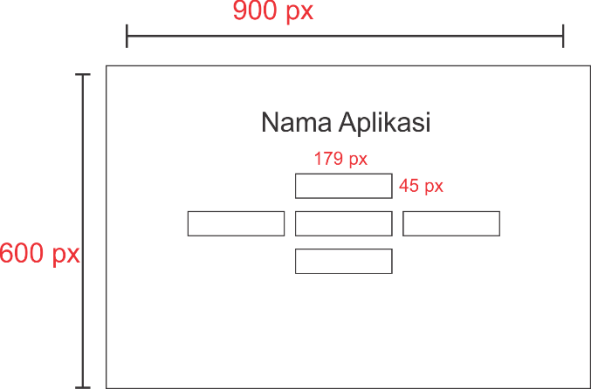 900 px
Nama Aplikasi
179 px
45 px
600 px